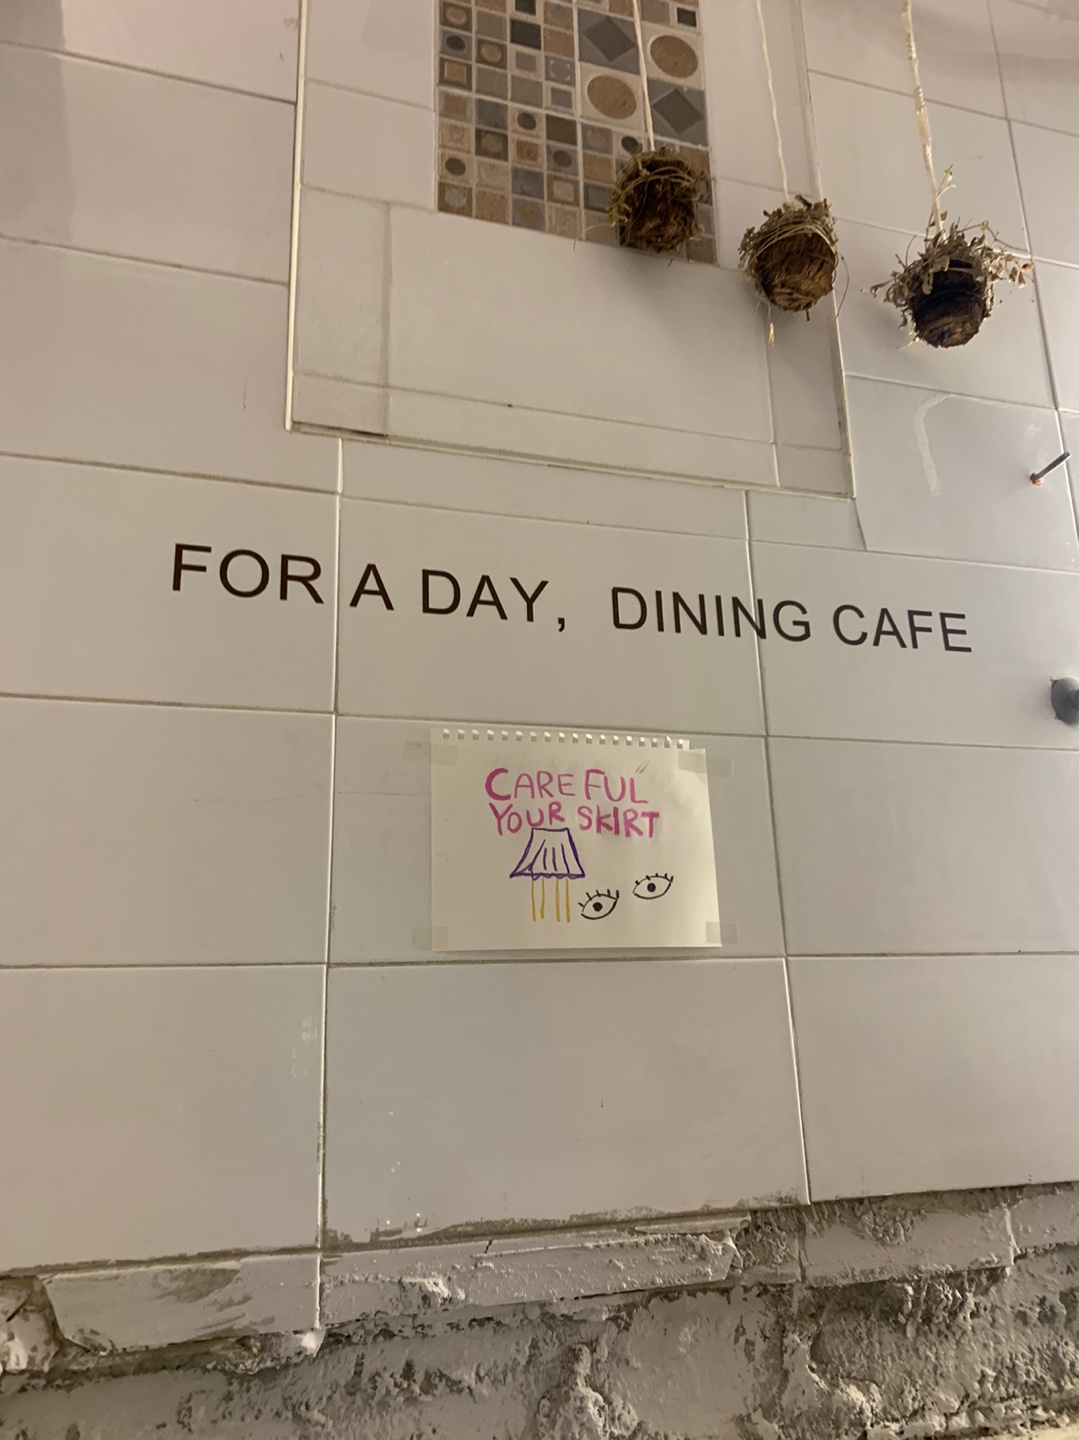 FOR A DAY, DINING CAFE
CAREFUL
YOUR SKIRT